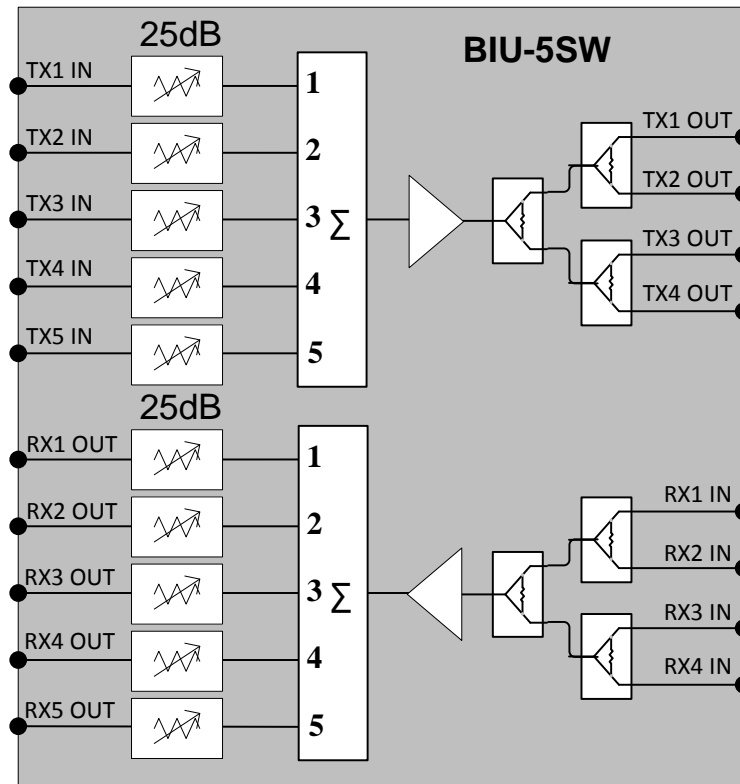 25dB
BIU-5SW
TX1 IN
1
TX1 OUT
TX2 IN
2
TX2 OUT
TX3 IN
3 Σ
TX3 OUT
TX4 IN
4
TX4 OUT
TX5 IN
5
25dB
RX1 OUT
1
RX1 IN
RX2 OUT
2
RX2 IN
RX3 OUT
3 Σ
RX3 IN
RX4 OUT
4
RX4 IN
RX5 OUT
5